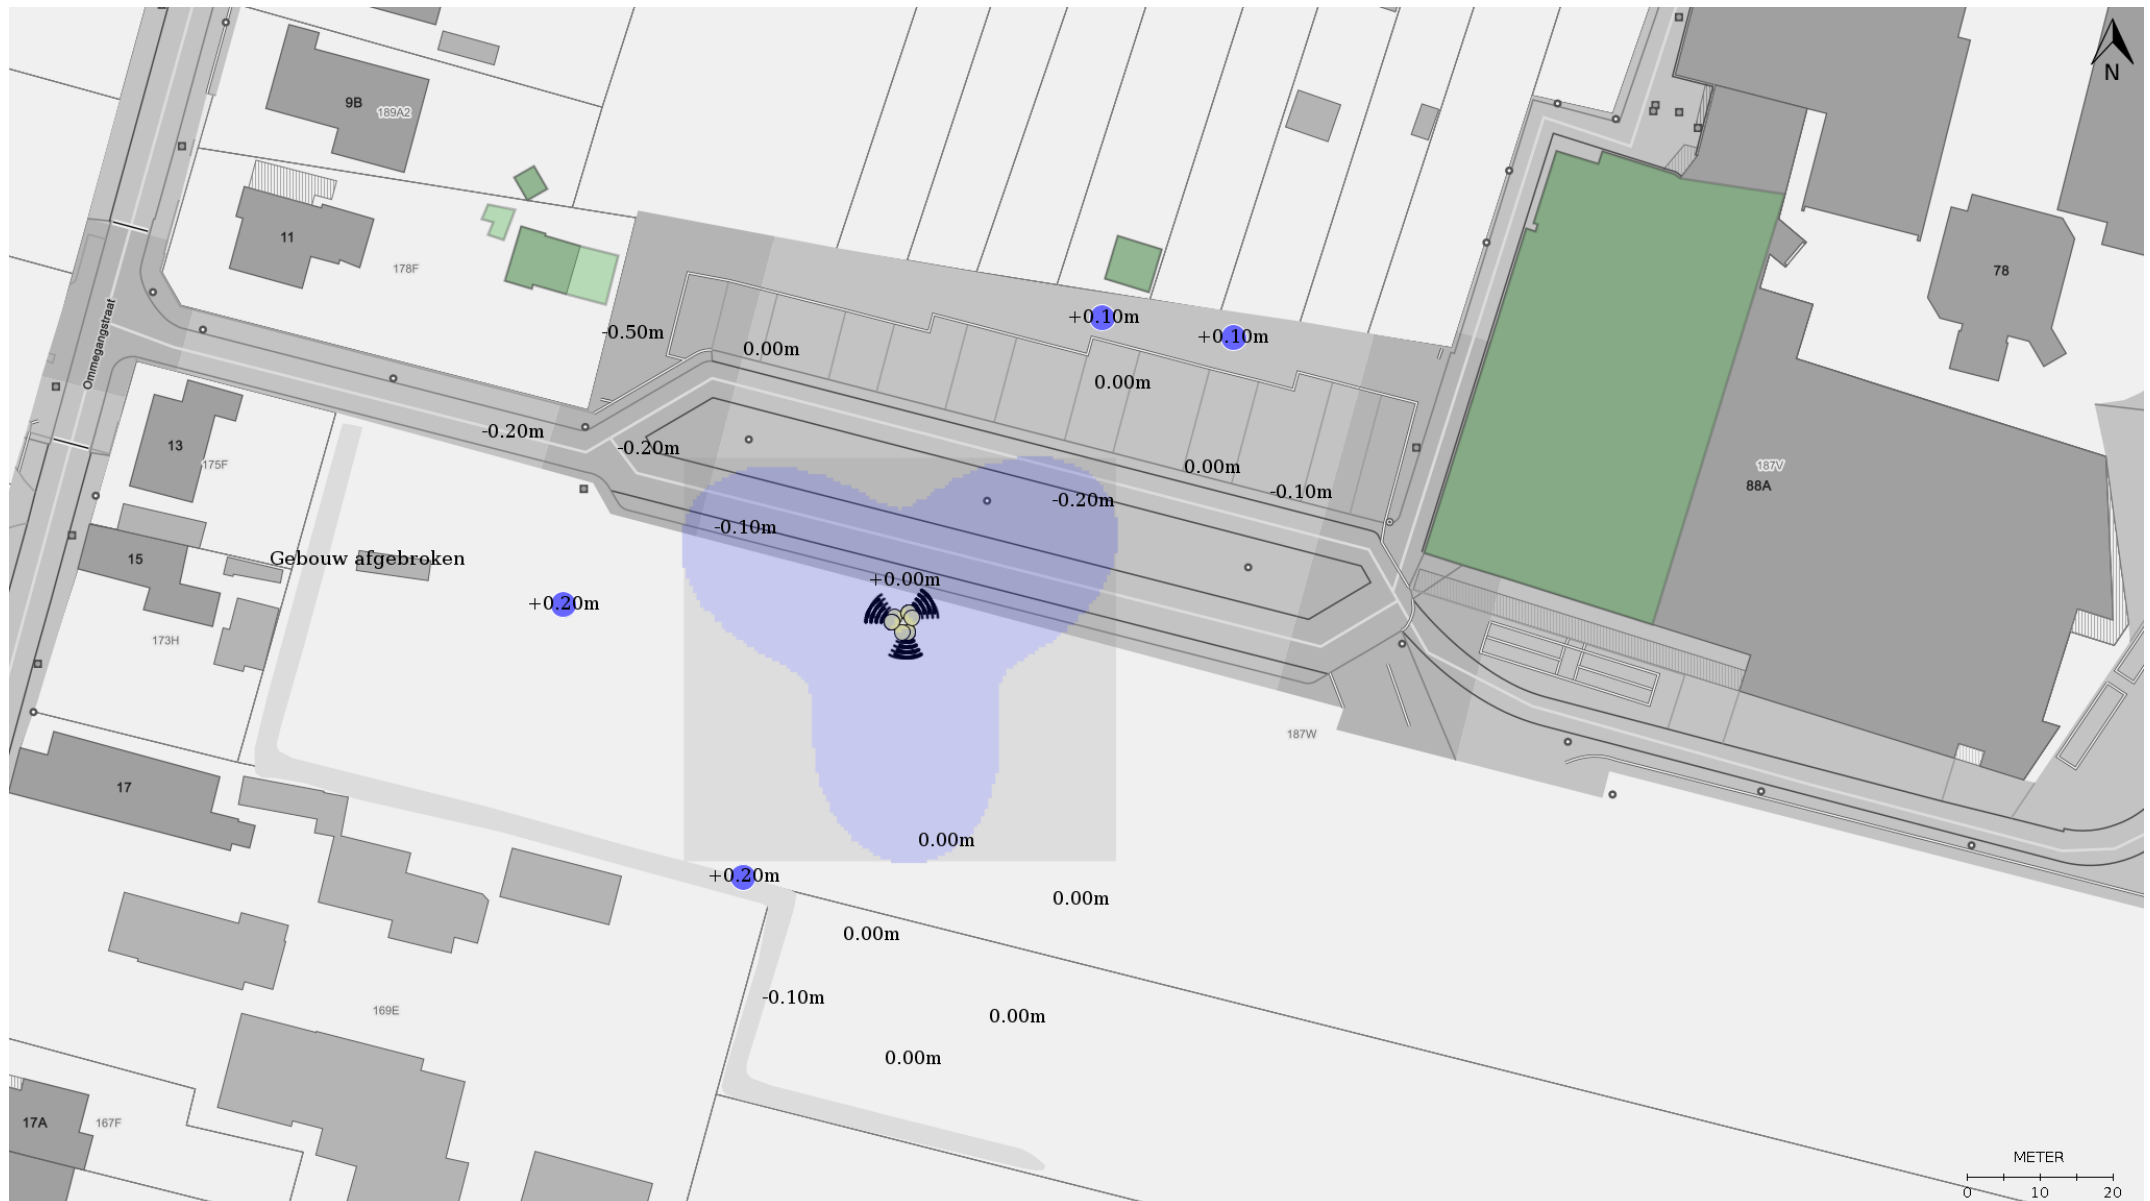 N
9B
189A2
11
178F
78
+0.10m
+0.10m
-0.50m
0.00m
0.00m
Ommegangstraat
-0.20m
-0.20m
13
175F
0.00m
187V
88A
-0.10m
-0.20m
-0.10m
Gebouw afgebroken
15
+0.00m
+0.20m
173H
187W
17
0.00m
+0.20m
0.00m
0.00m
-0.10m
169E
0.00m
0.00m
17A
167F
METER
0 10 20